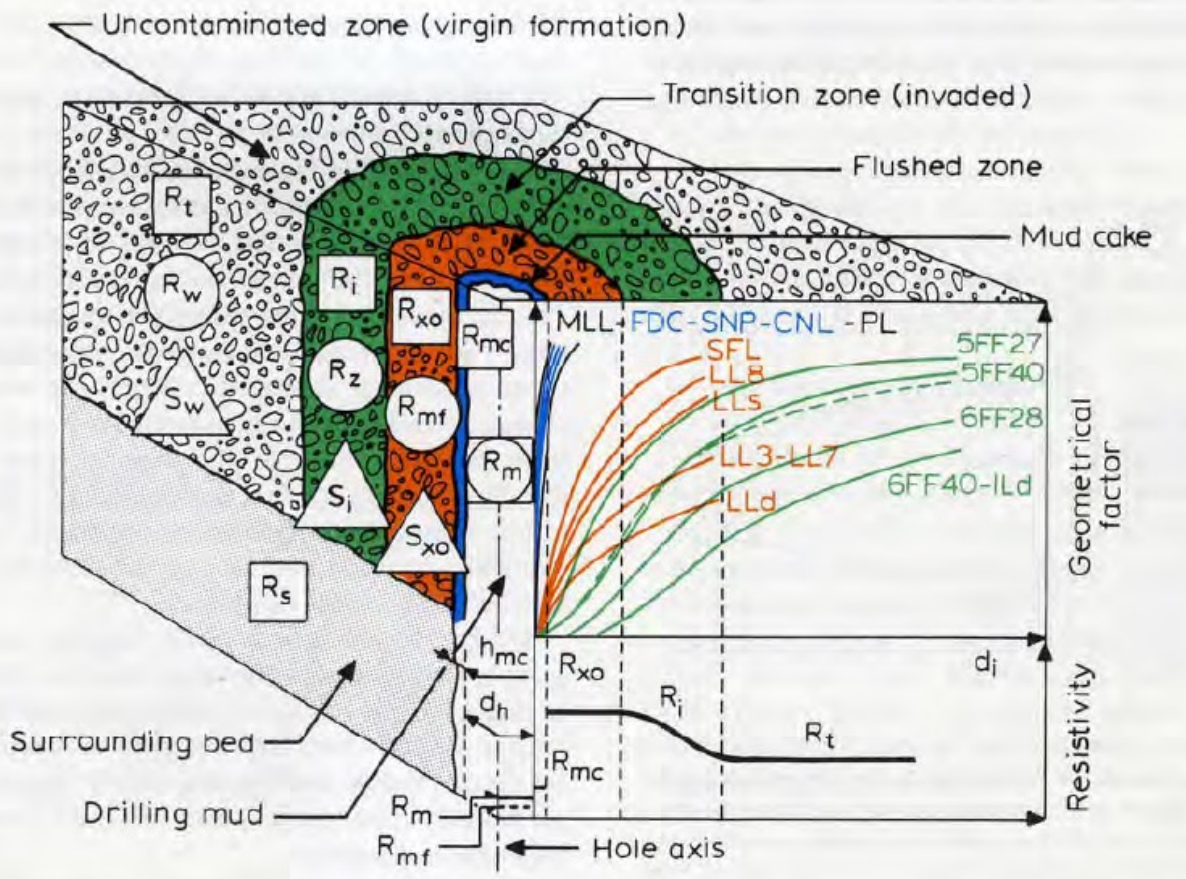 Uncontaminated zone (virgin formation)
Transition zone (invaded)
Flushed zone
Mud cake
Rt
Rw
Sw
Ri
Rz
Si
Rxo
Rmf
Sxo
Rmc
Rm
Rs
MLL-FDC-SNP-CNL-PL
SFL
LL8
LLs
LL3-LL7
LLd
5FF27
5FF40
6FF28
6FF40-ILd
Geometrical
factor
di
hmc
dh
Rxo
Ri
Rt
Rmc
Resistivity
Surrounding bed
Drilling mud
Rm
Rmf
Hole axis